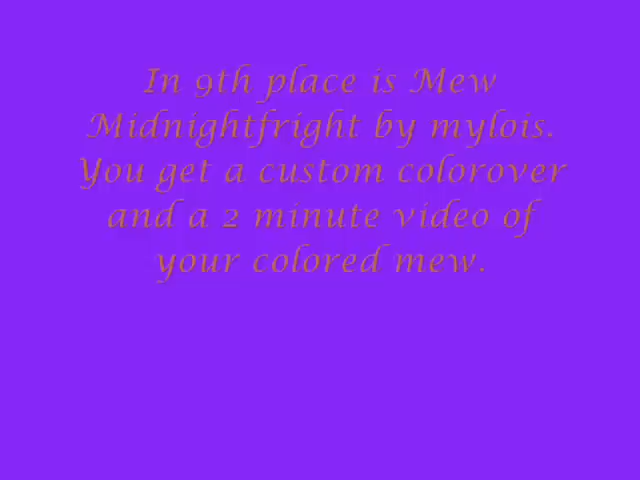 In 9th place is Mew
Midnightfright by mylois.
You get a custom colorover
and a 2 minute video of
your colored mew.